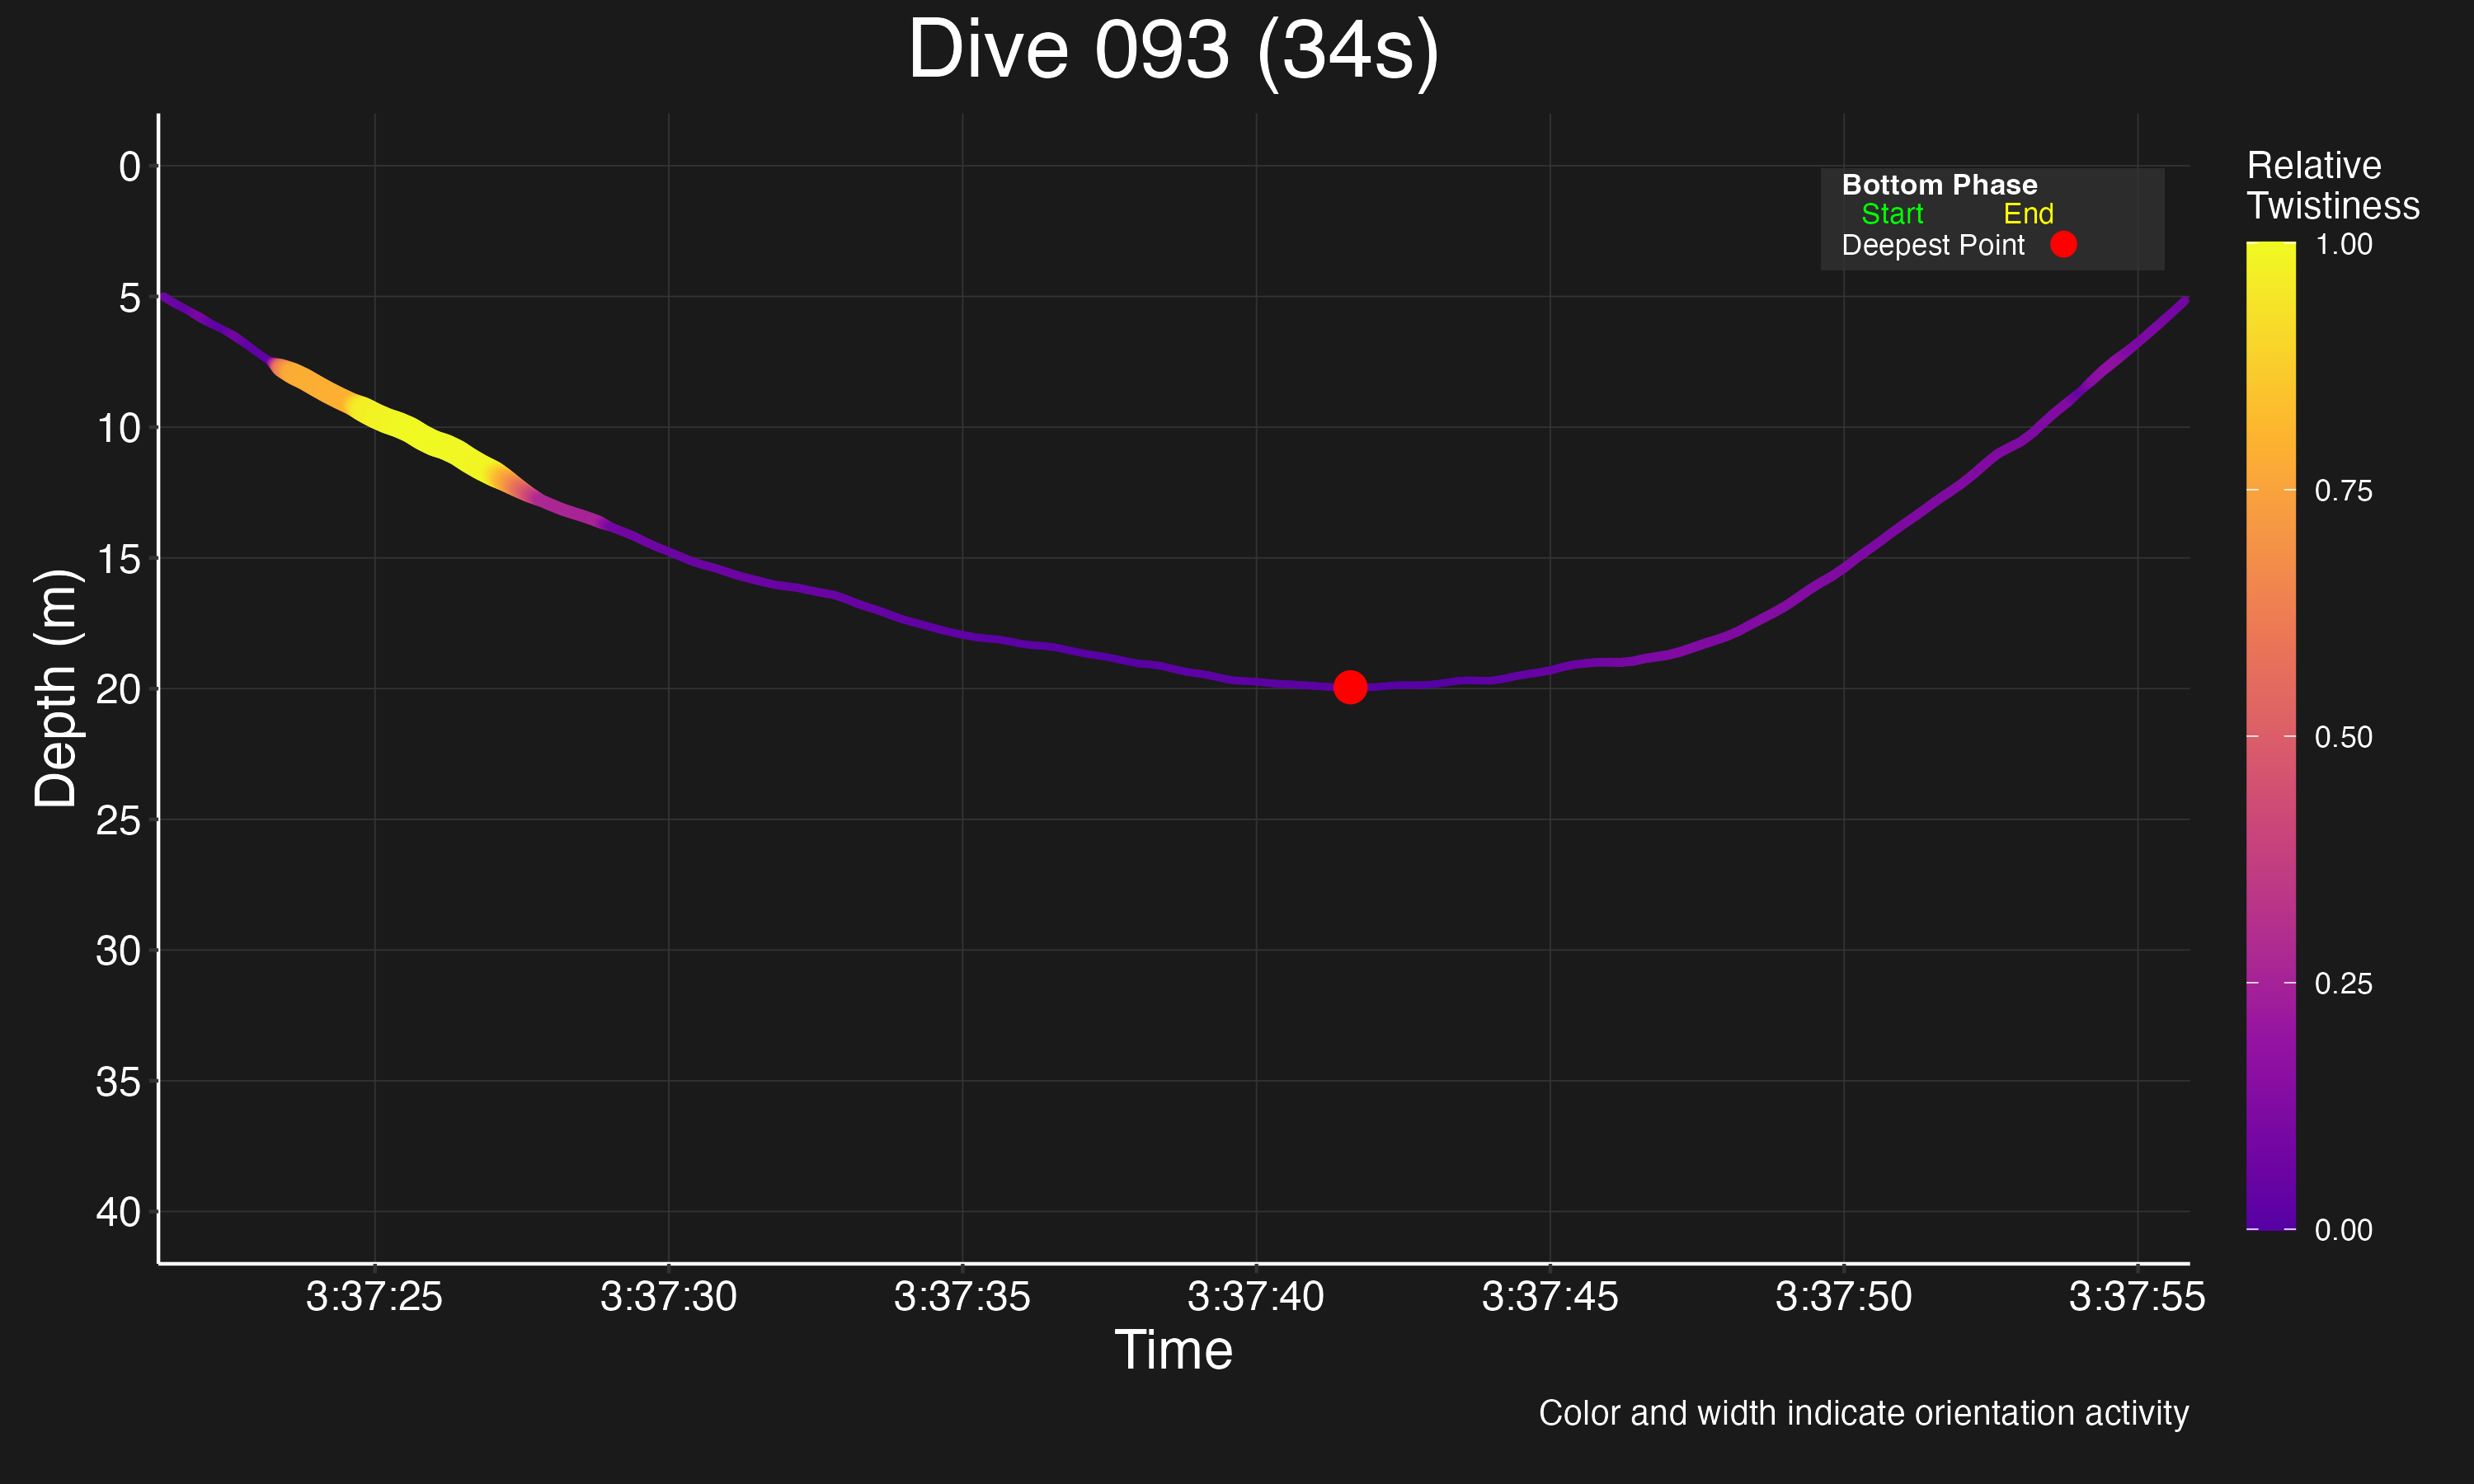 Dive 093 (34s)
Depth (m)
0
5
10
15
20
25
30
35
40
Bottom Phase
Start End
Deepest Point
Relative
Twistiness
1.00
0.75
0.50
0.25
0.00
3:37:25 3:37:30 3:37:35 3:37:40 3:37:45 3:37:50 3:37:55
Time
Color and width indicate orientation activity